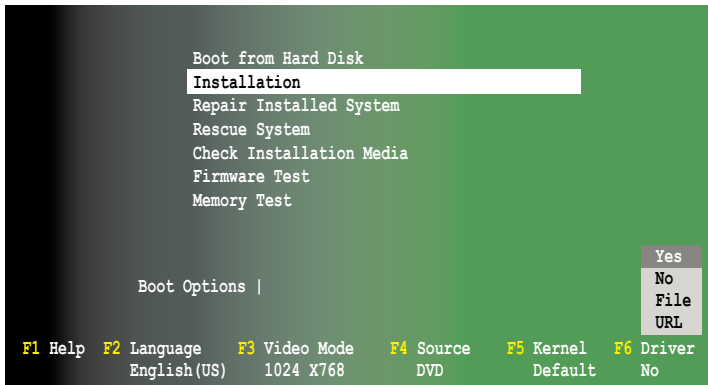 Boot from Hard Disk
Installation
Repair Installed System
Rescue System
Check Installation Media
Firmware Test
Memory Test
Yes
No
File
URL
Boot Options |
F1 Help F2 Language F3 Video Mode F4 Source F5 Kernel F6 Driver
English(US) 1024 X768 DVD Default No